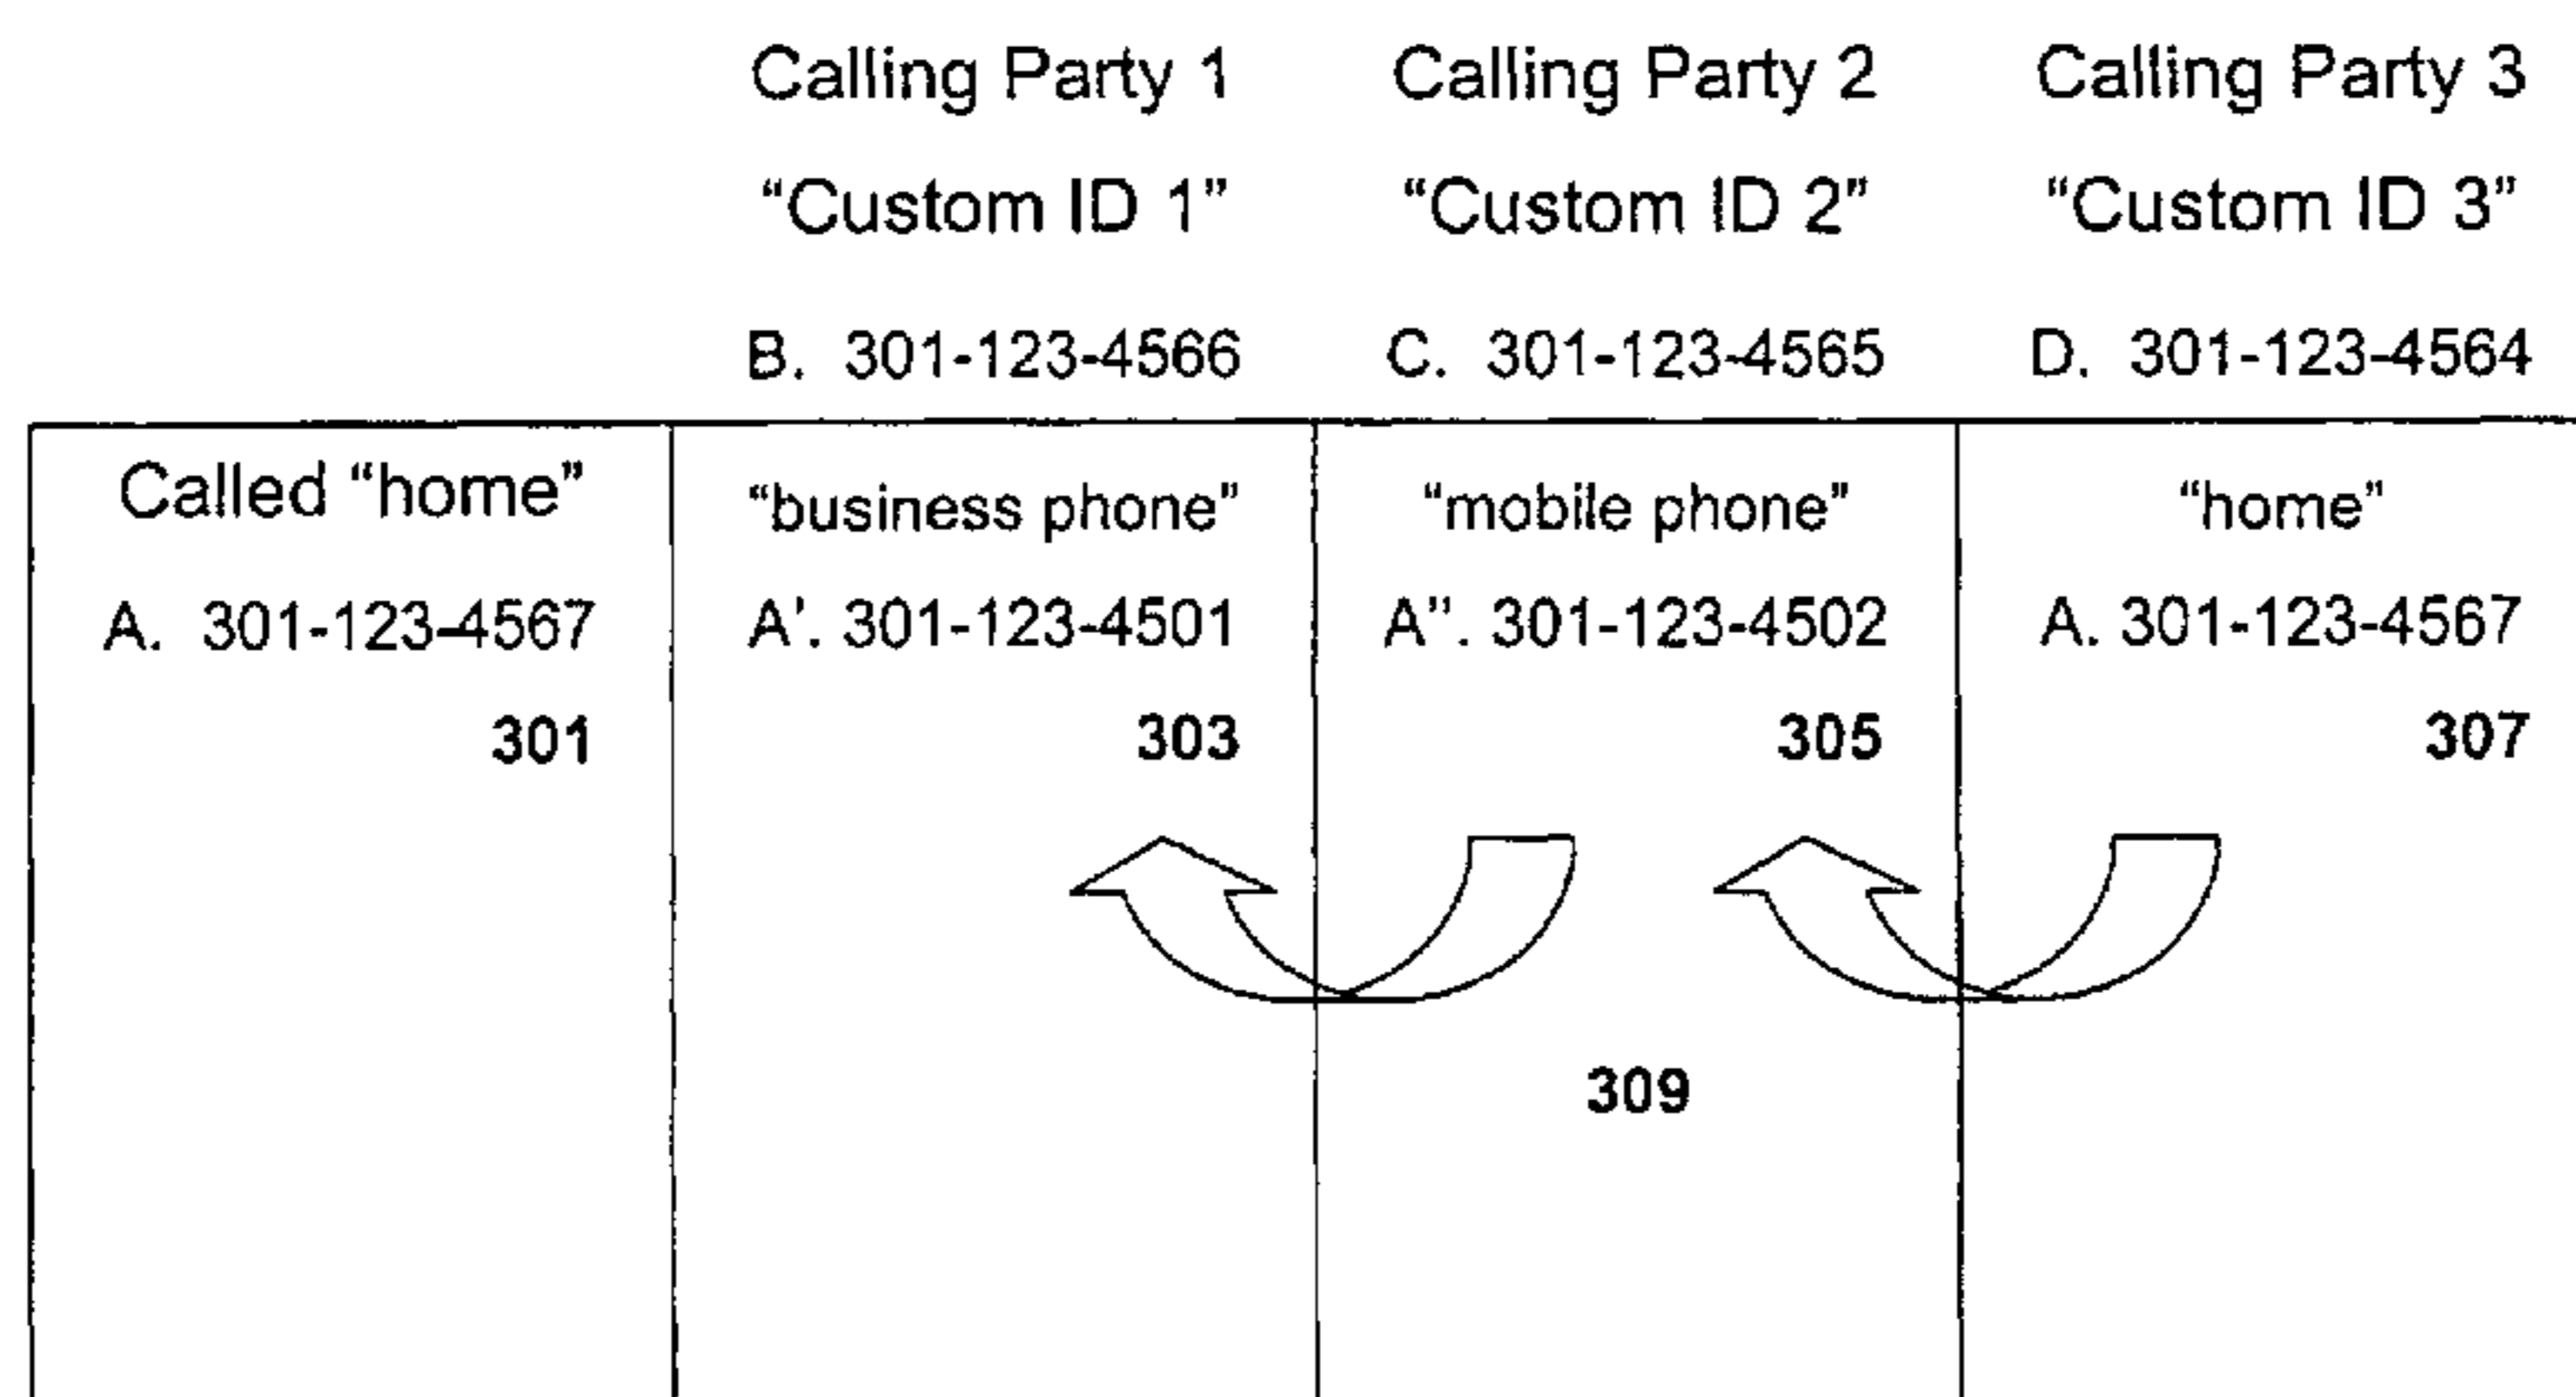 Calling Party 1 Calling Party 2 Calling Party 3
“Custom ID 1” “Custom ID 2” “Custom ID 3”
B. 301-123-4566 C. 301-123-4565 D. 301-123-4564
Called “home” “business phone” “mobile phone” “home”
A. 301-123-4567 A'. 301-123-4501 A''. 301-123-4502 A. 301-123-4567
301 303 305 307
309